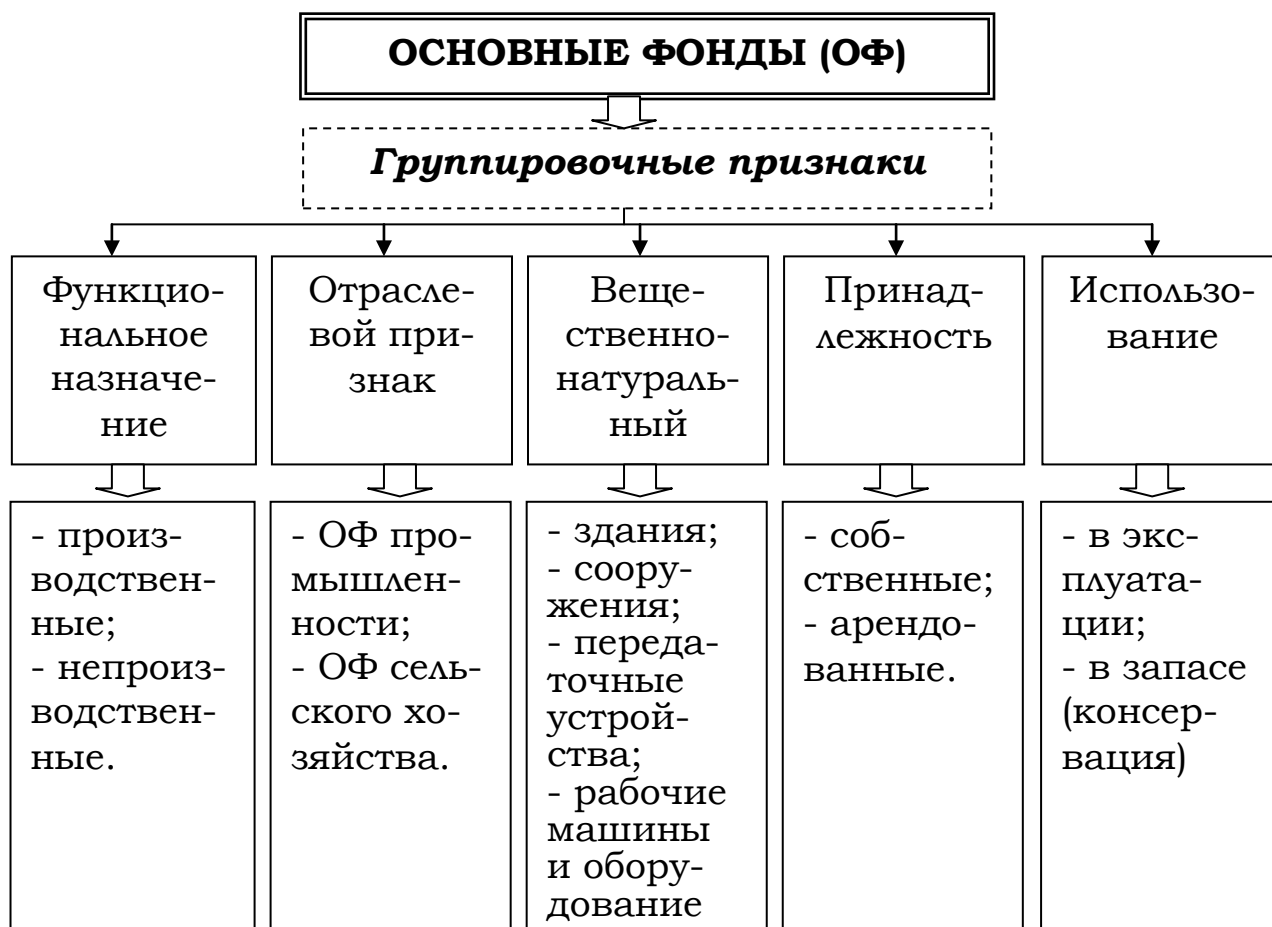 ОСНОВНЫЕ ФОНДЫ (ОФ)
Группировочные признаки
Функцио-
нальное
назначе-
ние
Отрасле-
вой при-
знак
Веще-
ственно-
натураль-
ный
Принад-
лежность
Использо-
вание
- произ-
водствен-
ные;
- непроиз-
водствен-
ные.
- ОФ про-
мышлен-
ности;
- ОФ сель-
ского хо-
зяйства.
- здания;
- соору-
жения;
- переда-
точные
устрой-
ства;
- рабочие
машины
и обору-
дование
- соб-
ственные;
- арендо-
ванные.
- в экс-
плуата-
ции;
- в запасе
(консер-
вация)